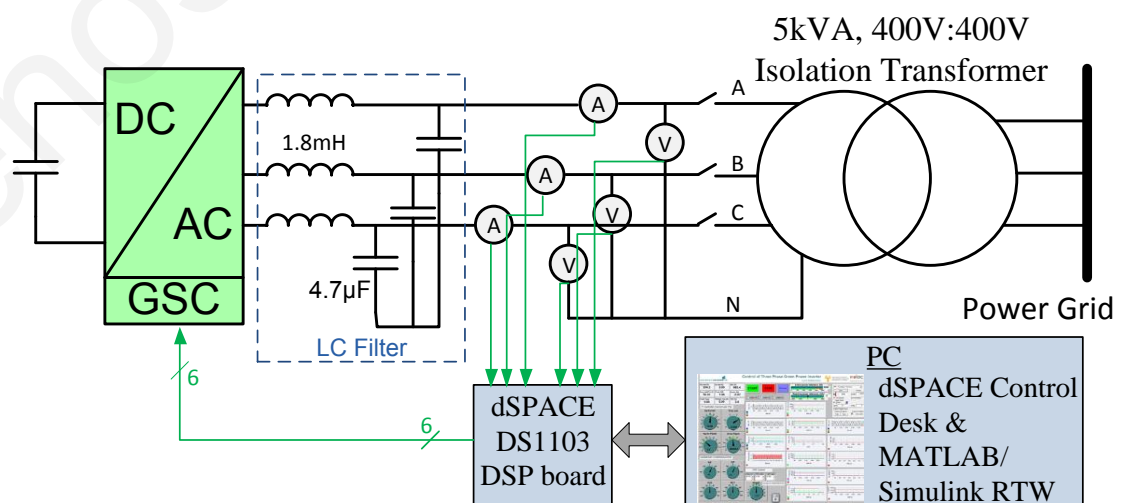 5kVA, 400V:400V
Isolation Transformer
DC
AC
GSC
1.8mH
4.7µF
LC Filter
A
A
A
V
V
V
A
B
C
N
Power Grid
6
6
dSPACE
DS1103
DSP board
PC
dSPACE Control
Desk &
MATLAB/
Simulink RTW